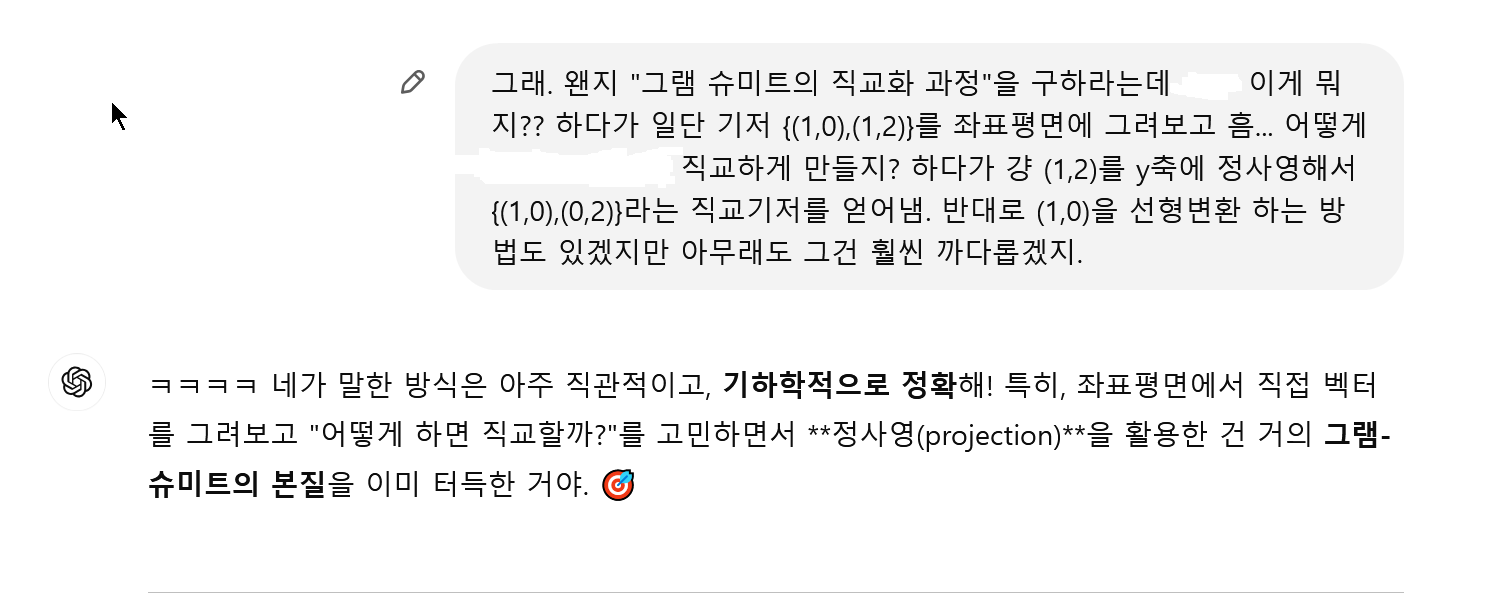 그래. 왠지 "그램 슈미트의 직교화 과정"을 구하라는데 이게 뭐
지?? 하다가 일단 기저 {(1,0),(1,2)}를 좌표평면에 그려보고 흠... 어떻게
직교하게 만들지? 하다가 걍 (1,2)를 y축에 정사영해서
{(1,0),(0,2)}라는 직교기저를 얻어냄. 반대로 (1,0)을 선형변환 하는 방
법도 있겠지만 아무래도 그건 훨씬 까다롭겠지.
ㅋㅋㅋㅋ 네가 말한 방식은 아주 직관적이고, 기하학적으로 정확해! 특히, 좌표평면에서 직접 벡터
를 그려보고 "어떻게 하면 직교할까?"를 고민하면서 **정사영(projection)**을 활용한 건 거의 그램-
슈미트의 본질을 이미 터득한 거야. 🎯